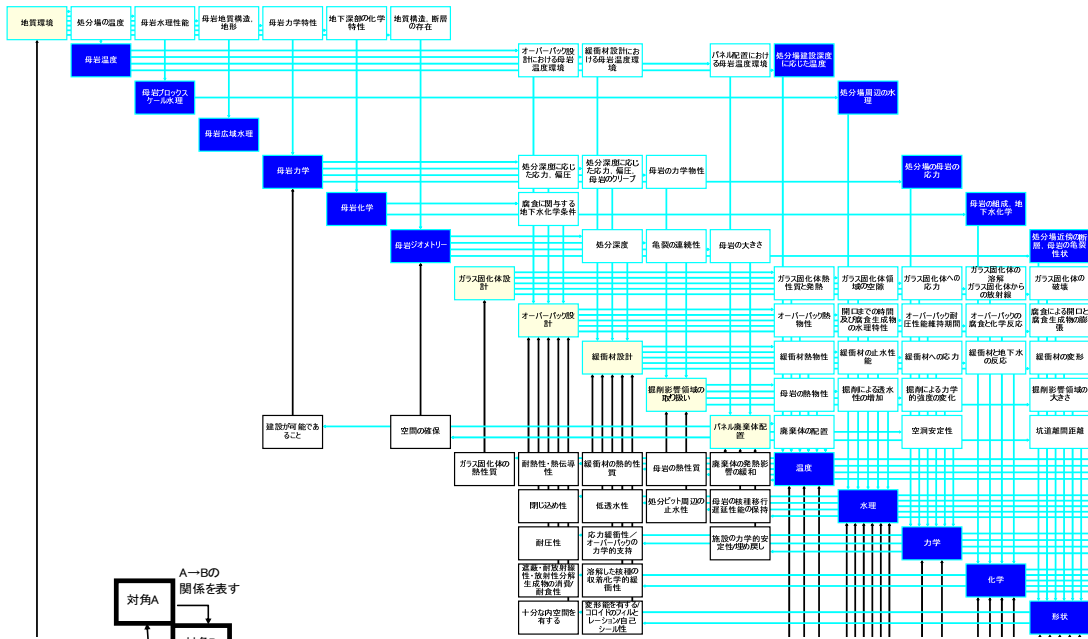 地質環境
処分場の温度
母岩水理性能
母岩地質構造、
地形
母岩力学特性
地下深部の化学
特性
地質構造、断層
の存在
母岩温度
オーバーパック設
計における母岩
温度環境
緩衝材設計にお
ける母岩温度環
境
パネル配置におけ
る母岩温度環境
処分場建設深度
に応じた温度
母岩ブロックス
ケール水理
処分場周辺の水
理
母岩広域水理
母岩力学
処分深度に応じ
た応力、偏圧
処分深度に応じ
た応力、偏圧、
母岩のクリープ
母岩の力学物性
処分場の母岩の
応力
母岩化学
腐食に関与する
地下水化学条件
母岩の組成、地
下水化学
母岩ジオメトリー
処分深度
亀裂の連続性
母岩の大きさ
処分場近傍の断
層、母岩の亀裂
性状
ガラス固化体設
計
ガラス固化体熱
性質と発熱
ガラス固化体領
域の空隙
ガラス固化体への
応力
ガラス固化体の
溶解
ガラス固化体から
の放射線
ガラス固化体の
破壊
オーバーパック設
計
オーバーパック熱
物性
開口までの時間
及び腐食生成物
の水理特性
オーバーパック耐
圧性能維持期間
オーバーパックの
腐食と化学反応
腐食による開口と
腐食生成物の膨
張
緩衝材設計
緩衝材熱物性
緩衝材の止水性
能
緩衝材への応力
緩衝材と地下水
の反応
緩衝材の変形
掘削影響領域の
取り扱い
母岩の熱物性
掘削による透水
性の増加
掘削による力学
的強度の変化
掘削影響領域の
大きさ
建設が可能であ
ること
空間の確保
パネル廃棄体配
置
廃棄体の配置
空洞安定性
坑道離間距離
ガラス固化体の
熱性質
耐熱性・熱伝導
性
緩衝材の熱的性
質
母岩の熱性質
廃棄体の発熱影
響の緩和
温度
閉じ込め性
低透水性
処分ピット周辺の
止水性
母岩の核種移行
遅延性能の保持
水理
耐圧性
応力緩衝性／
オーバーパックの
力学的支持
施設の力学的安
定性/埋め戻し
力学
遮蔽・耐放射線
性・放射性分解
生成物の消費/
耐食性
溶解した核種の
収着/化学的緩
衝性
化学
十分な内空間を
有する
変形能を有する/
コロイドのフィルト
レーション/自己
シール性
形状
A→Bの
関係を表す
対角A